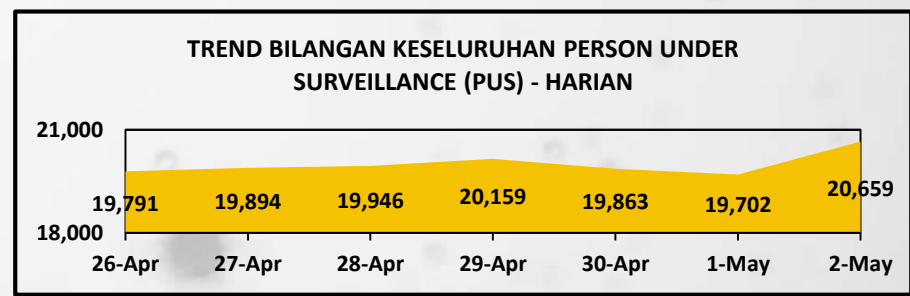 TREND BILANGAN KESELURUHAN PERSON UNDER
SURVEILLANCE (PUS) - HARIAN
21,000
19,791 19,894 19,946 20,159 19,863 19,702 20,659
18,000
26-Apr 27-Apr 28-Apr 29-Apr 30-Apr 1-May 2-May